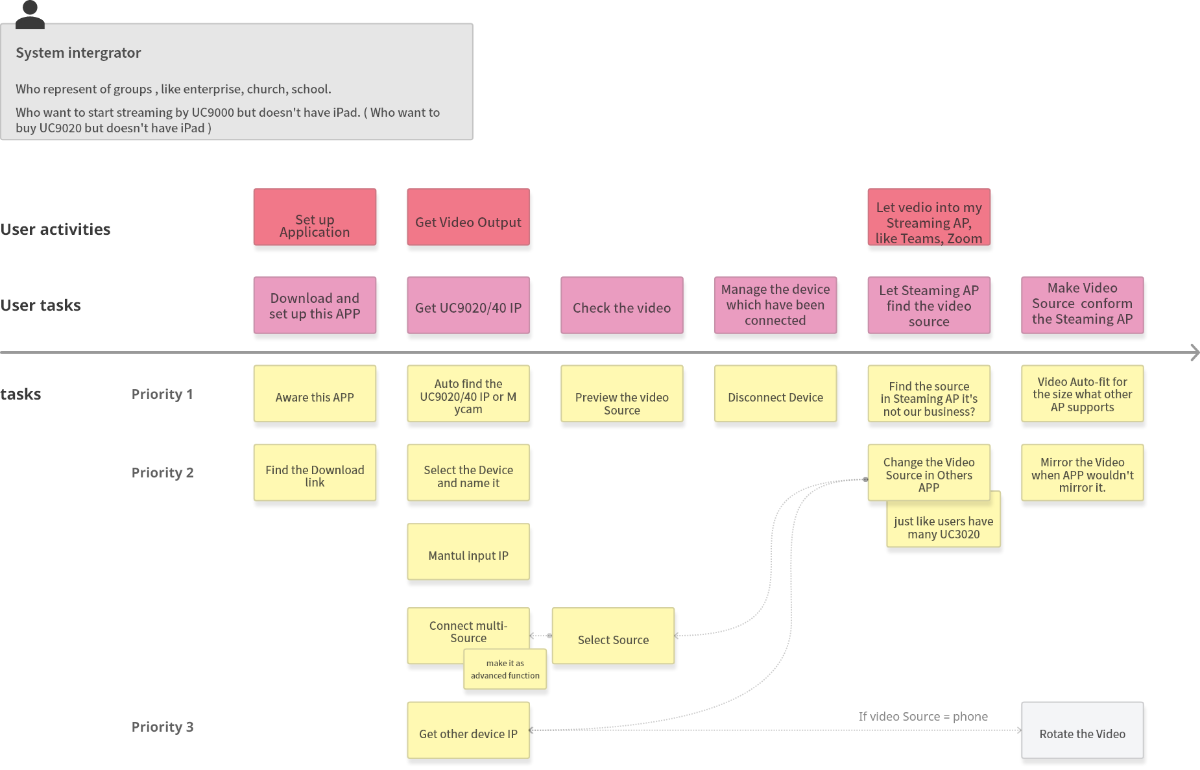 System intergrator
Who represent of groups , like enterprise, church, school.
Who want to start streaming by UC9000 but doesn't have iPad. ( Who want to
buy UC9020 but doesn't have iPad )
User activities
Set up
Application
Get Video Output
Let vedio into my
Streaming AP,
like Teams, Zoom
User tasks
Download and
set up this APP
Get UC9020/40 IP
Check the video
Manage the device
which have been
connected
Let Steaming AP
find the video
source
Make Video
Source conform
the Steaming AP
tasks
Priority 1
Aware this APP
Auto find the
UC9020/40 IP or M
ycam
Preview the video
Source
Disconnect Device
Find the source
in Steaming AP it's
not our business?
Video Auto-fit for
the size what other
AP supports
Priority 2
Find the Download
link
Select the Device
and name it
Change the Video
Source in Others
APP
just like users have
many UC3020
Mirror the Video
when APP wouldn't
mirror it.
Mantul input IP
Connect multi-
Source
make it as
advanced function
Select Source
Priority 3
Get other device IP
If video Source = phone
Rotate the Video